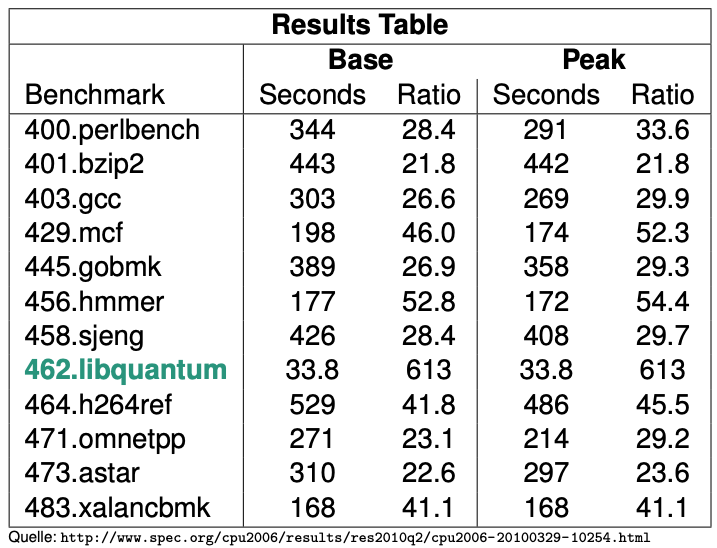 Results Table
Base Peak
Benchmark Seconds Ratio Seconds Ratio
400.perlbench 344 28.4 291 33.6
401.bzip2 443 21.8 442 21.8
403.gcc 303 26.6 269 29.9
429.mcf 198 46.0 174 52.3
445.gobmk 389 26.9 358 29.3
456.hmmer 177 52.8 172 54.4
458.sjeng 426 28.4 408 29.7
462.libquantum 33.8 613 33.8 613
464.h264ref 529 41.8 486 45.5
471.omnetpp 271 23.1 214 29.2
473.astar 310 22.6 297 23.6
483.xalancbmk 168 41.1 168 41.1
Quelle: http://www.spec.org/cpu2006/results/res2010q2/cpu2006-20100329-10254.html